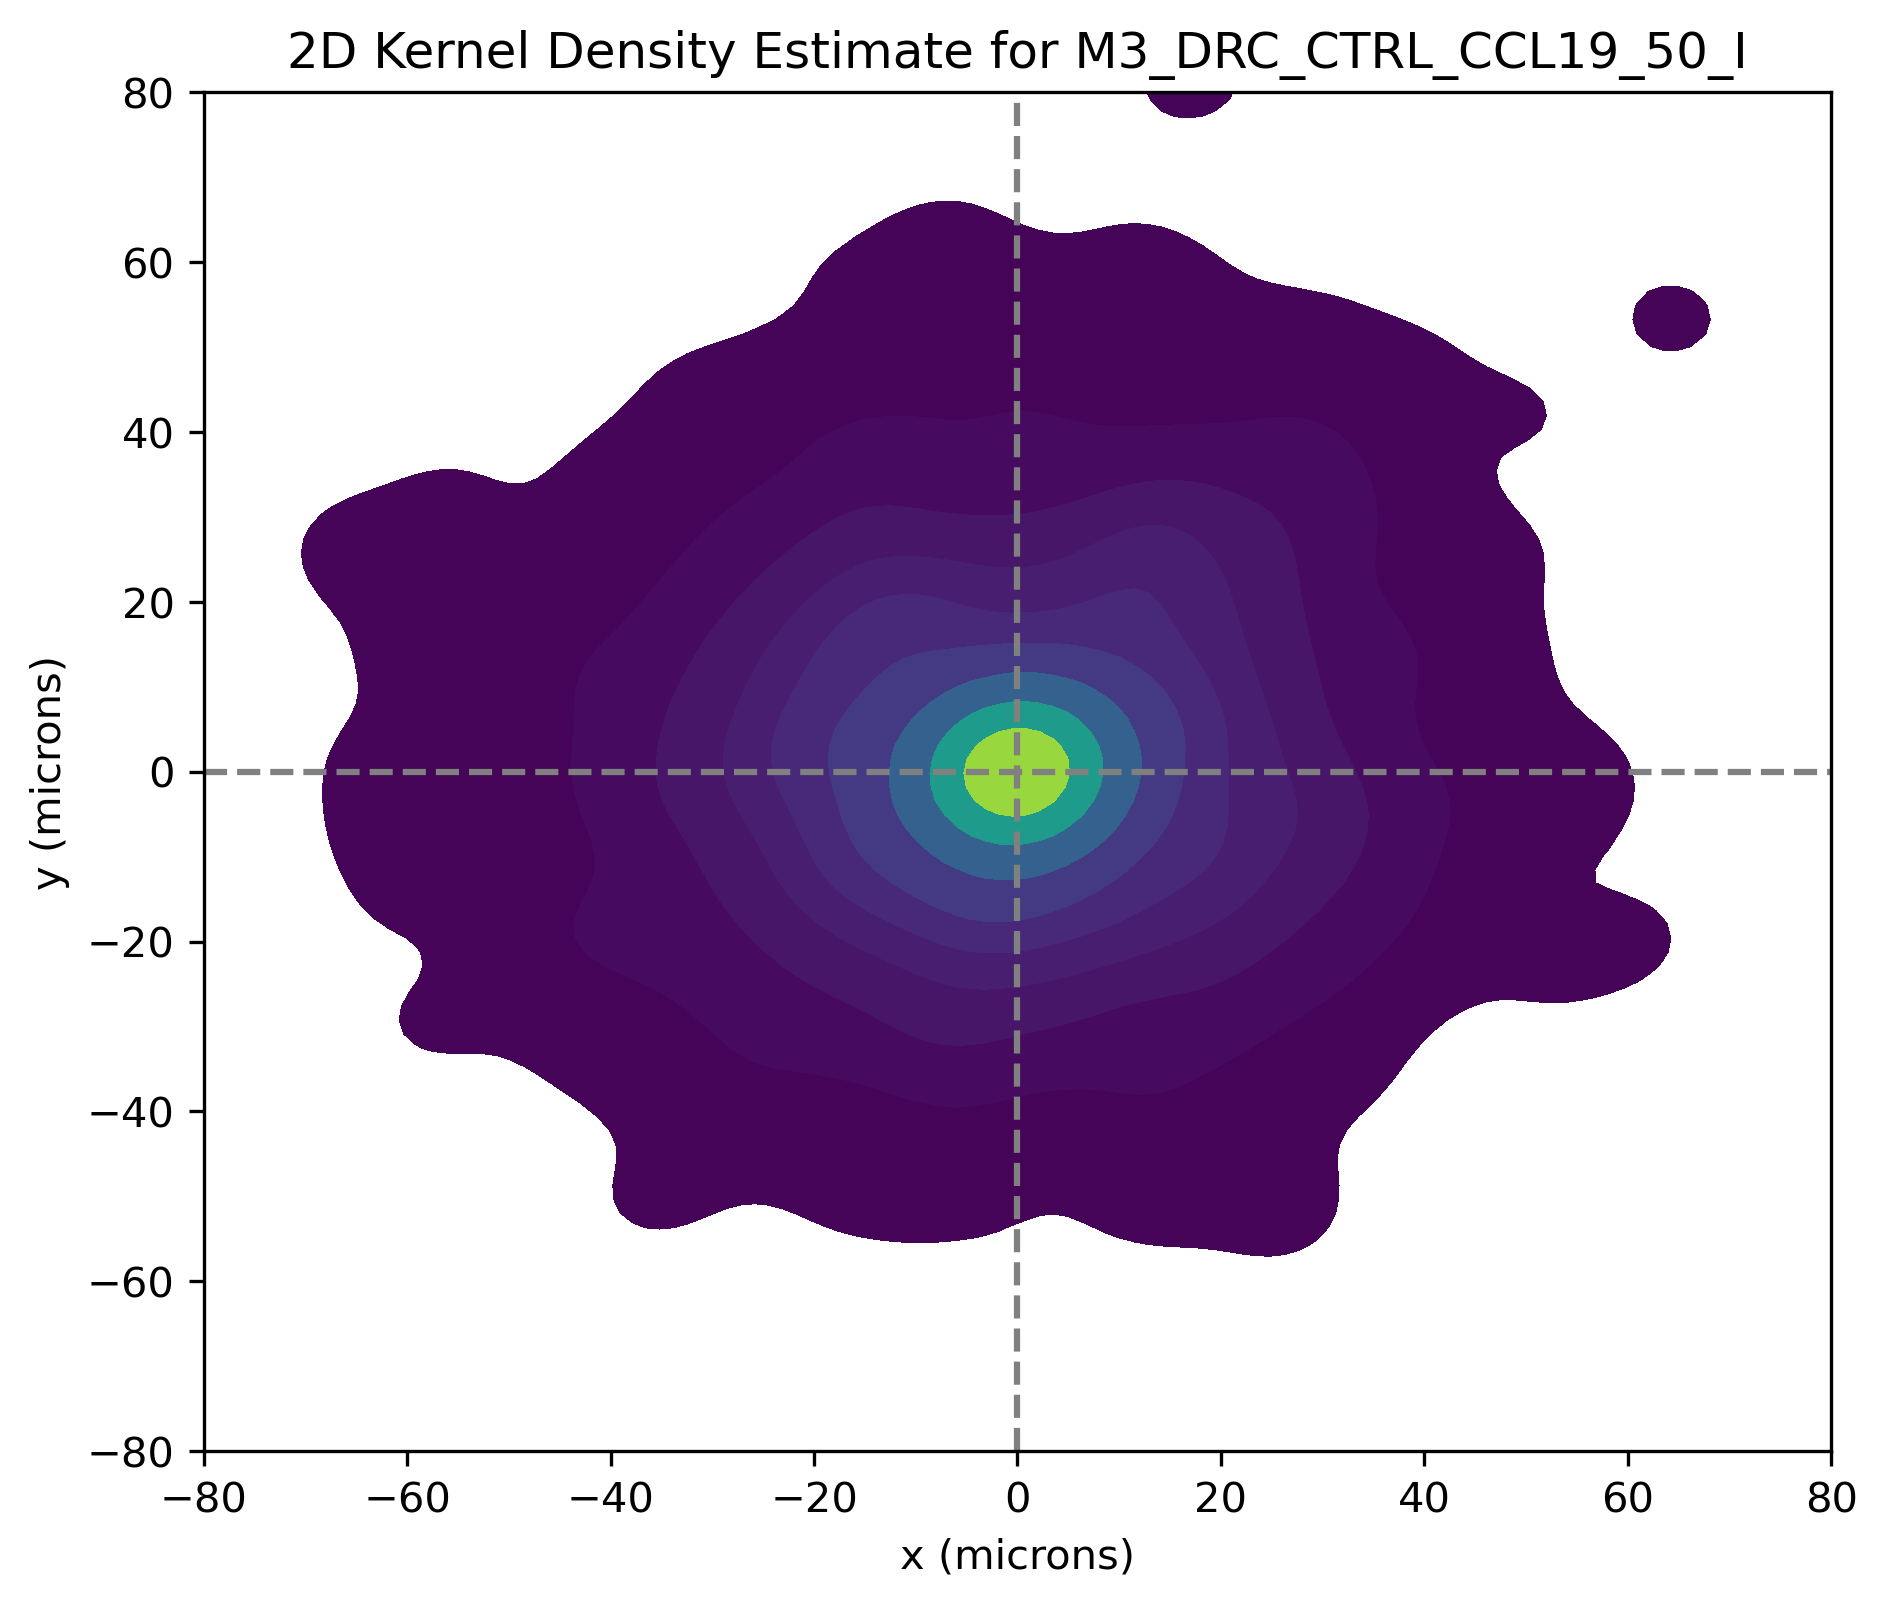 2D Kernel Density Estimate for M3_DRC_CTRL_CCL19_50_I
80
60
40
20
0
−20
−40
−60
−80
y (microns)
−80 −60 −40 −20 0 20 40 60 80
x (microns)